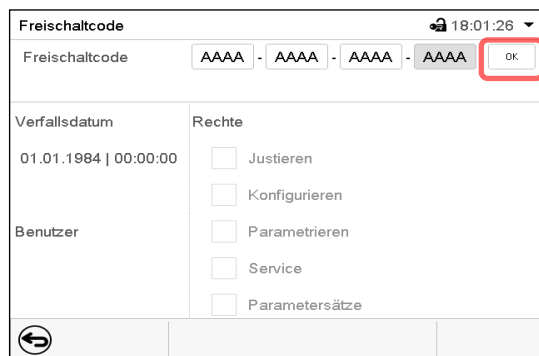 Freischaltcode 18:01:26
Freischaltcode AAAA - AAAA - AAAA - AAAA OK
Verfallsdatum Rechte
01.01.1984 | 00:00:00 Justieren
Konfigurieren
Benutzer Parametrieren
Service
Parametersätze